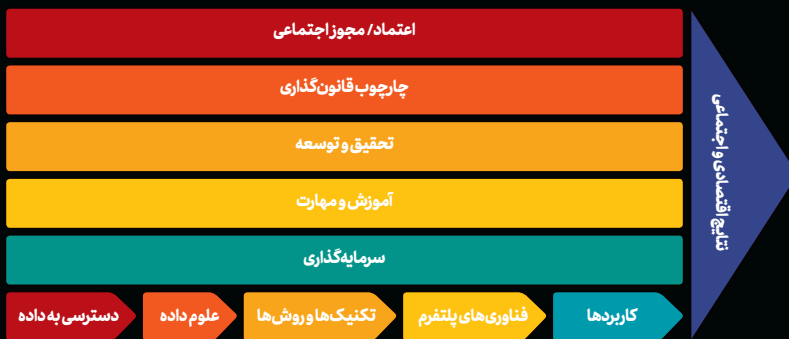 اعتماد/ مجوز اجتماعی
چارچوب قانون‌گذاری
تحقیق و توسعه
آموزش و مهارت
سرمایه‌گذاری
دسترسی به داده
علوم داده
تکنیک‌ها و روش‌ها
فناوری‌های پلتفرم
کاربردها
نتایج اقتصادی و اجتماعی